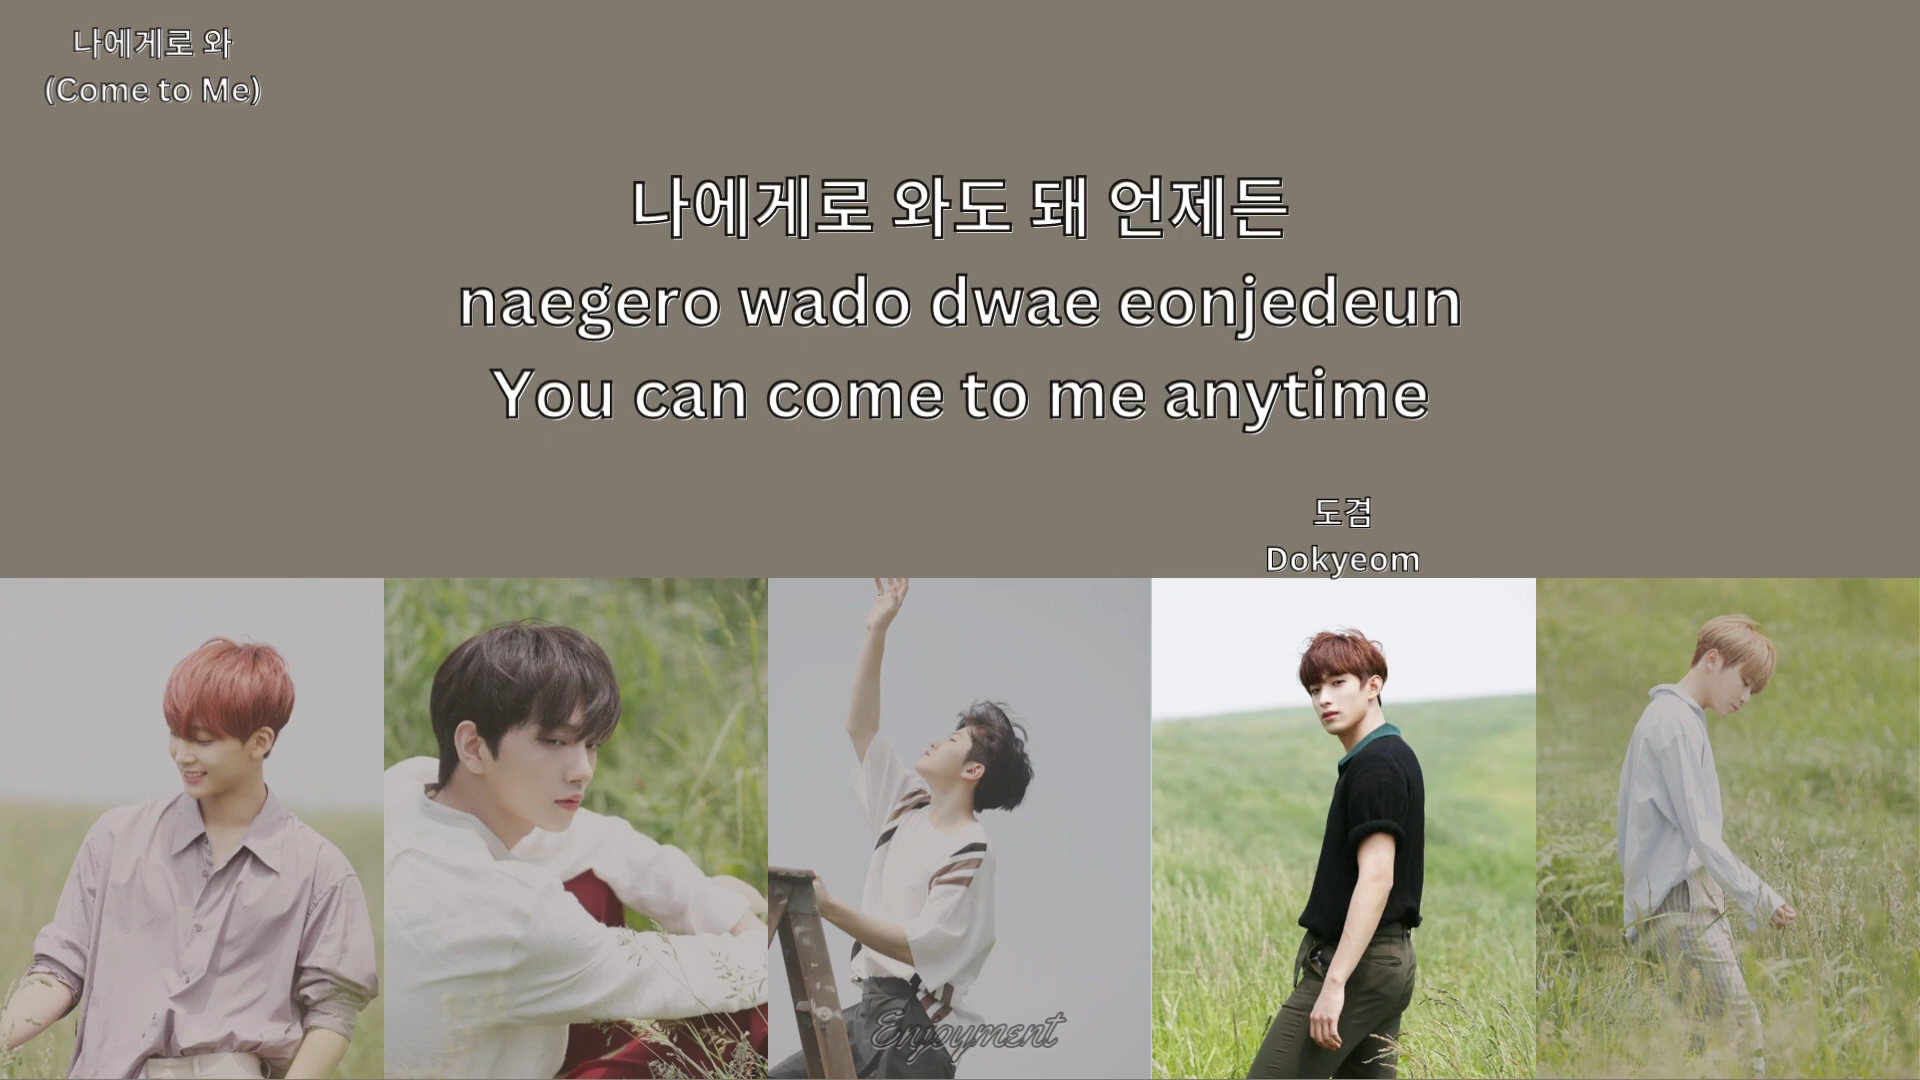 나에게로 와
(Come to Me)
나에게로 와도 돼 언제든
naegero wado dwae eonjedeun
You can come to me anytime
도겸
Dokyeom
Enjoyment